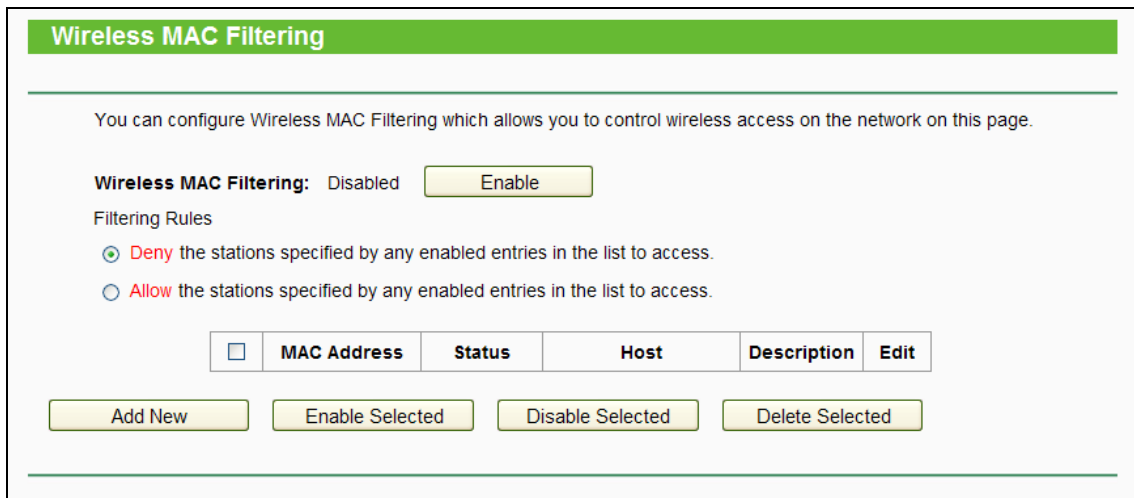 Wireless MAC Filtering
You can configure Wireless MAC Filtering which allows you to control wireless access on the network on this page.
Wireless MAC Filtering: Disabled Enable
Filtering Rules
Deny the stations specified by any enabled entries in the list to access.
Allow the stations specified by any enabled entries in the list to access.
MAC Address Status Host Description Edit
Add New Enable Selected Disable Selected Delete Selected